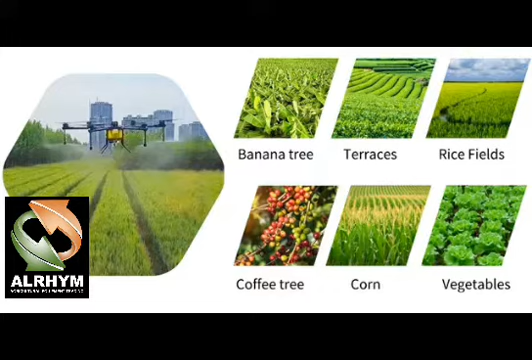 Banana tree
Terraces
Rice Fields
Coffee tree
Corn
Vegetables
ALRHYM